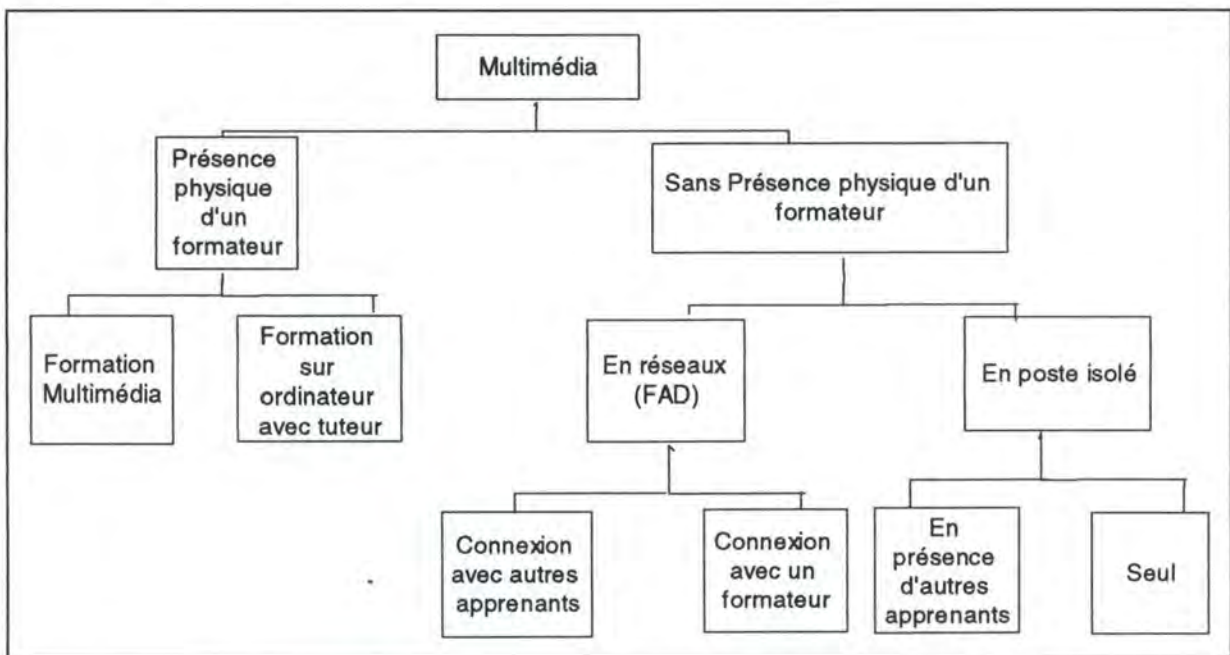 Multimédia
Présence
physique
d'un
formateur
Sans Présence physique d'un
formateur
Formation
Multimédia
Formation
sur
ordinateur
avec tuteur
En réseaux
(FAD)
En poste isolé
Connexion
avec autres
apprenants
Connexion
avec un
formateur
En
présence
d'autres
apprenants
Seul